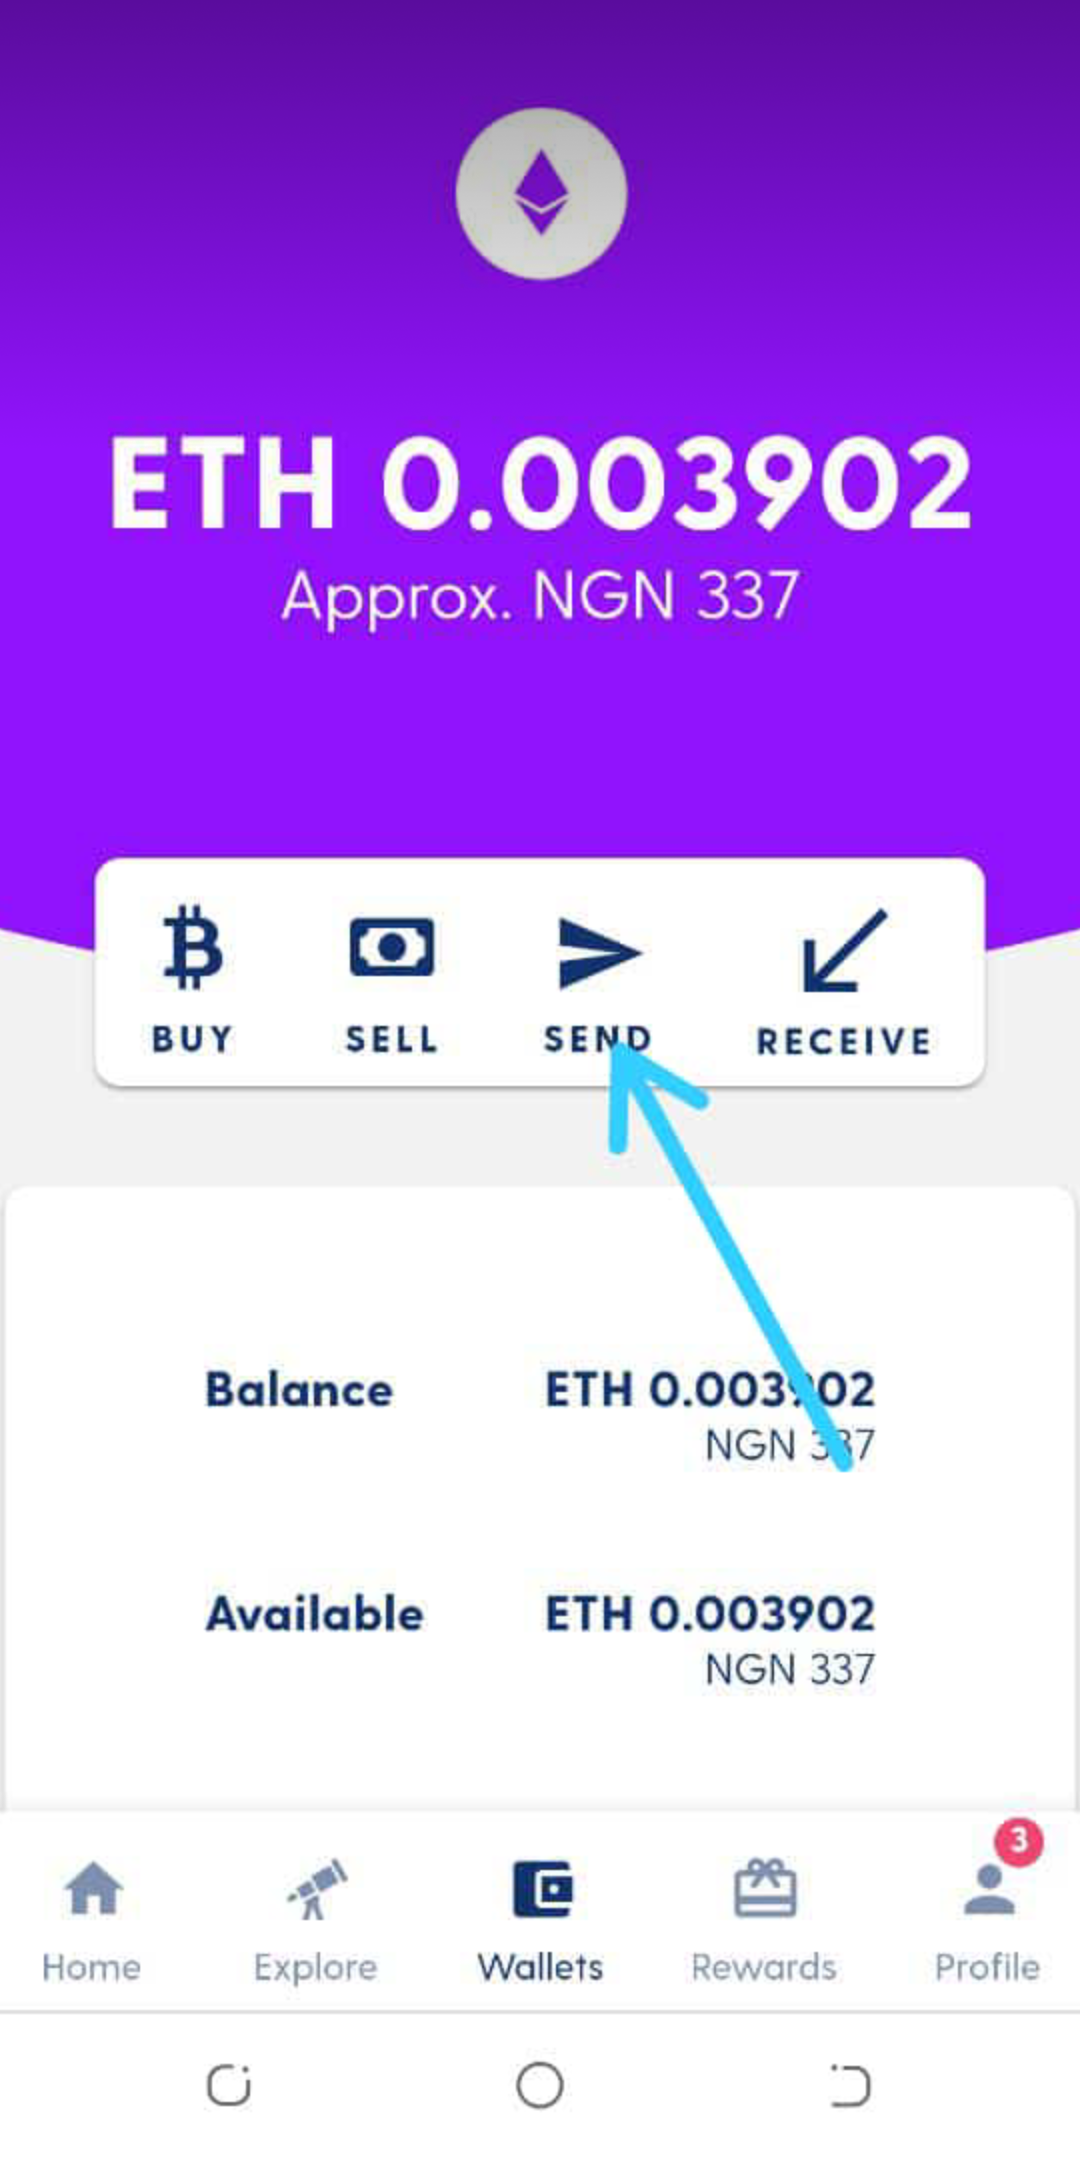 ETH 0.003902
Approx. NGN 337
BUY SELL SEND RECEIVE
Balance ETH 0.003902
NGN 337
Available ETH 0.003902
NGN 337
3
Home Explore Wallets Rewards Profile